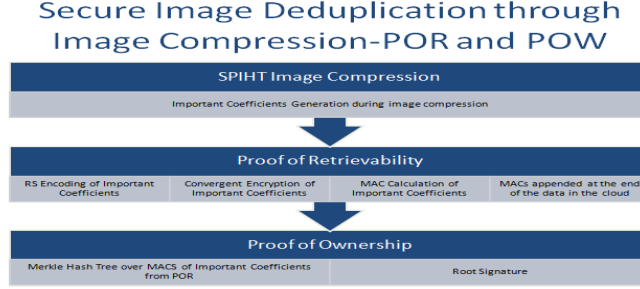 Secure Image Deduplication through
Image Compression-POR and POW
SPIHT Image Compression
Important Coefficients Generation during image compression
Proof of Retrievability
RS Encoding of Important
Coefficients
Convergent Encryption of
Important Coefficients
MAC Calculation of
Important Coefficients
MACs appended at the end
of the data in the cloud
Proof of Ownership
Merkle Hash Tree over MACS of Important Coefficients
from POR
Root Signature